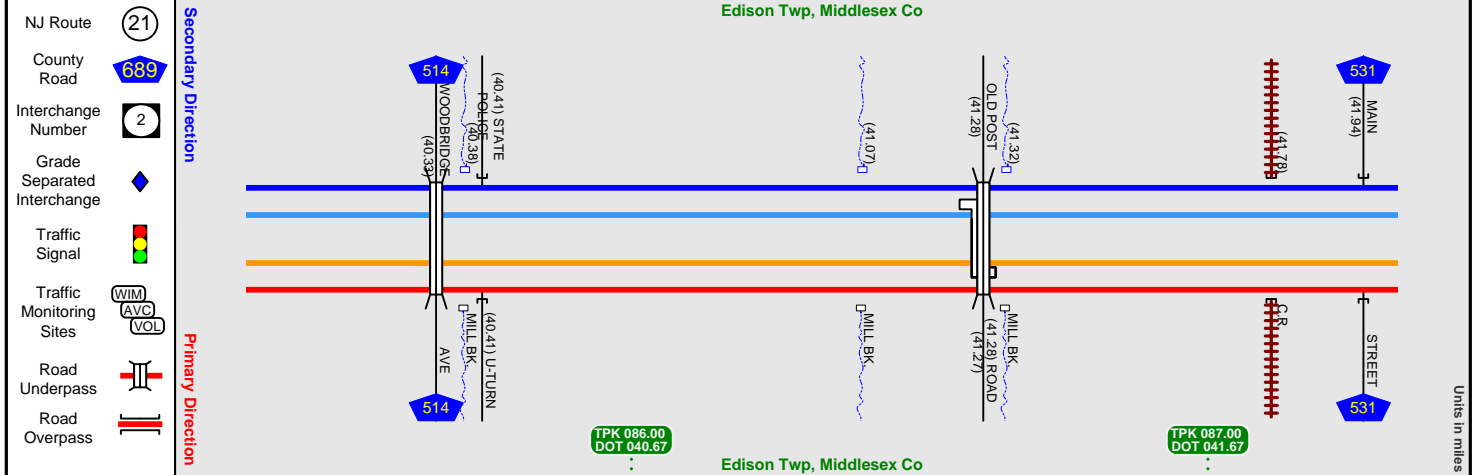 NJ Route
21
County
Road
689
Interchange
Number
2
Grade
Separated
Interchange
Traffic
Signal
Traffic
Monitoring
Sites
WIM
AVC
VOL
Road
Underpass
Road
Overpass
Secondary Direction
Primary Direction
Edison Twp, Middlesex Co
514
WOODBRIDGE
(40.33)
(40.38)
(40.41) STATE
POLICE
(41.07)
OLD POST
(41.28)
(41.32)
(41.78)
531
MAIN
(41.94)
AVE
514
MILL BK.
(40.41) U-TURN
MILL BK.
(41.28) ROAD
(41.27)
MILL BK.
C.R.
STREET
531
TPK 086.00
DOT 040.67
TPK 087.00
DOT 041.67
Edison Twp, Middlesex Co
Units in miles